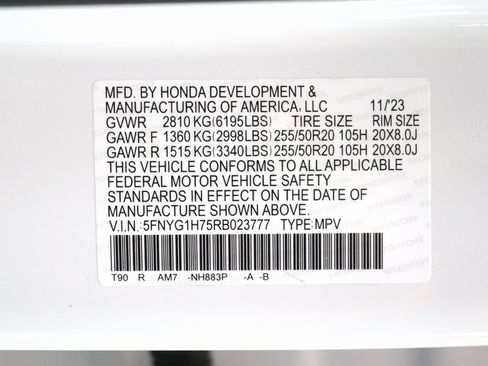 MFD. BY HONDA DEVELOPMENT &
MANUFACTURING OF AMERICA, LLC 11/'23
GVWR 2810 KG(6195LBS) TIRE SIZE RIM SIZE
GAWR F 1360 KG(2998LBS) 255/50R20 105H 20X8.0J
GAWR R 1515 KG(3340LBS) 255/50R20 105H 20X8.0J
THIS VEHICLE CONFORMS TO ALL APPLICABLE
FEDERAL MOTOR VEHICLE SAFETY
STANDARDS IN EFFECT ON THE DATE OF
MANUFACTURE SHOWN ABOVE.
V.I.N.:5FNYG1H75RB023777 TYPE:MPV
T90 R AM7 -NH883P -A -B